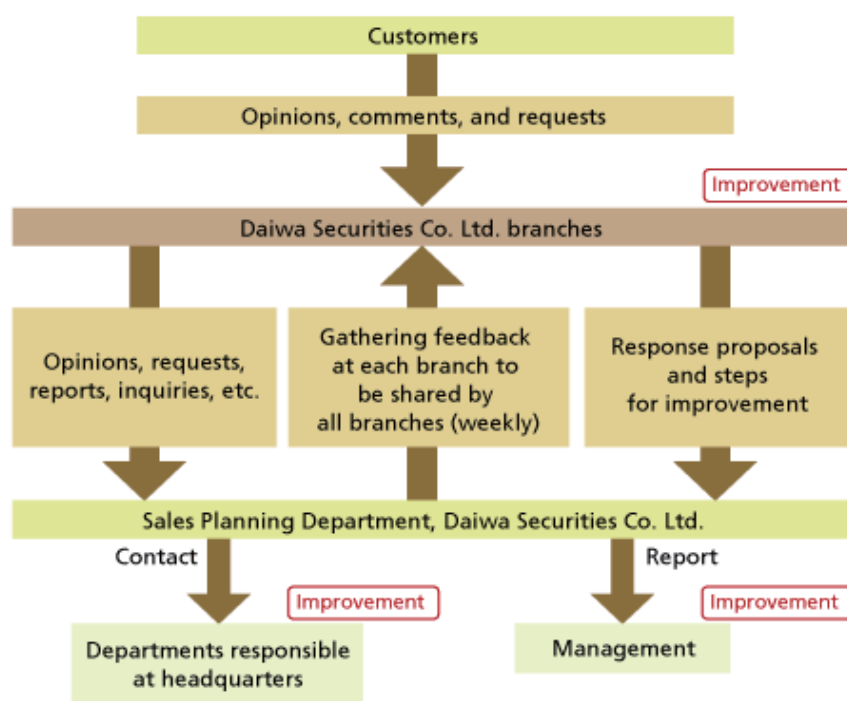 Customers
Opinions, comments, and requests
Improvement
Daiwa Securities Co. Ltd. branches
Opinions, requests,
reports, inquiries, etc.
Gathering feedback
at each branch to
be shared by
all branches (weekly)
Response proposals
and steps
for improvement
Sales Planning Department, Daiwa Securities Co. Ltd.
Contact
Report
Improvement
Improvement
Departments responsible
at headquarters
Management